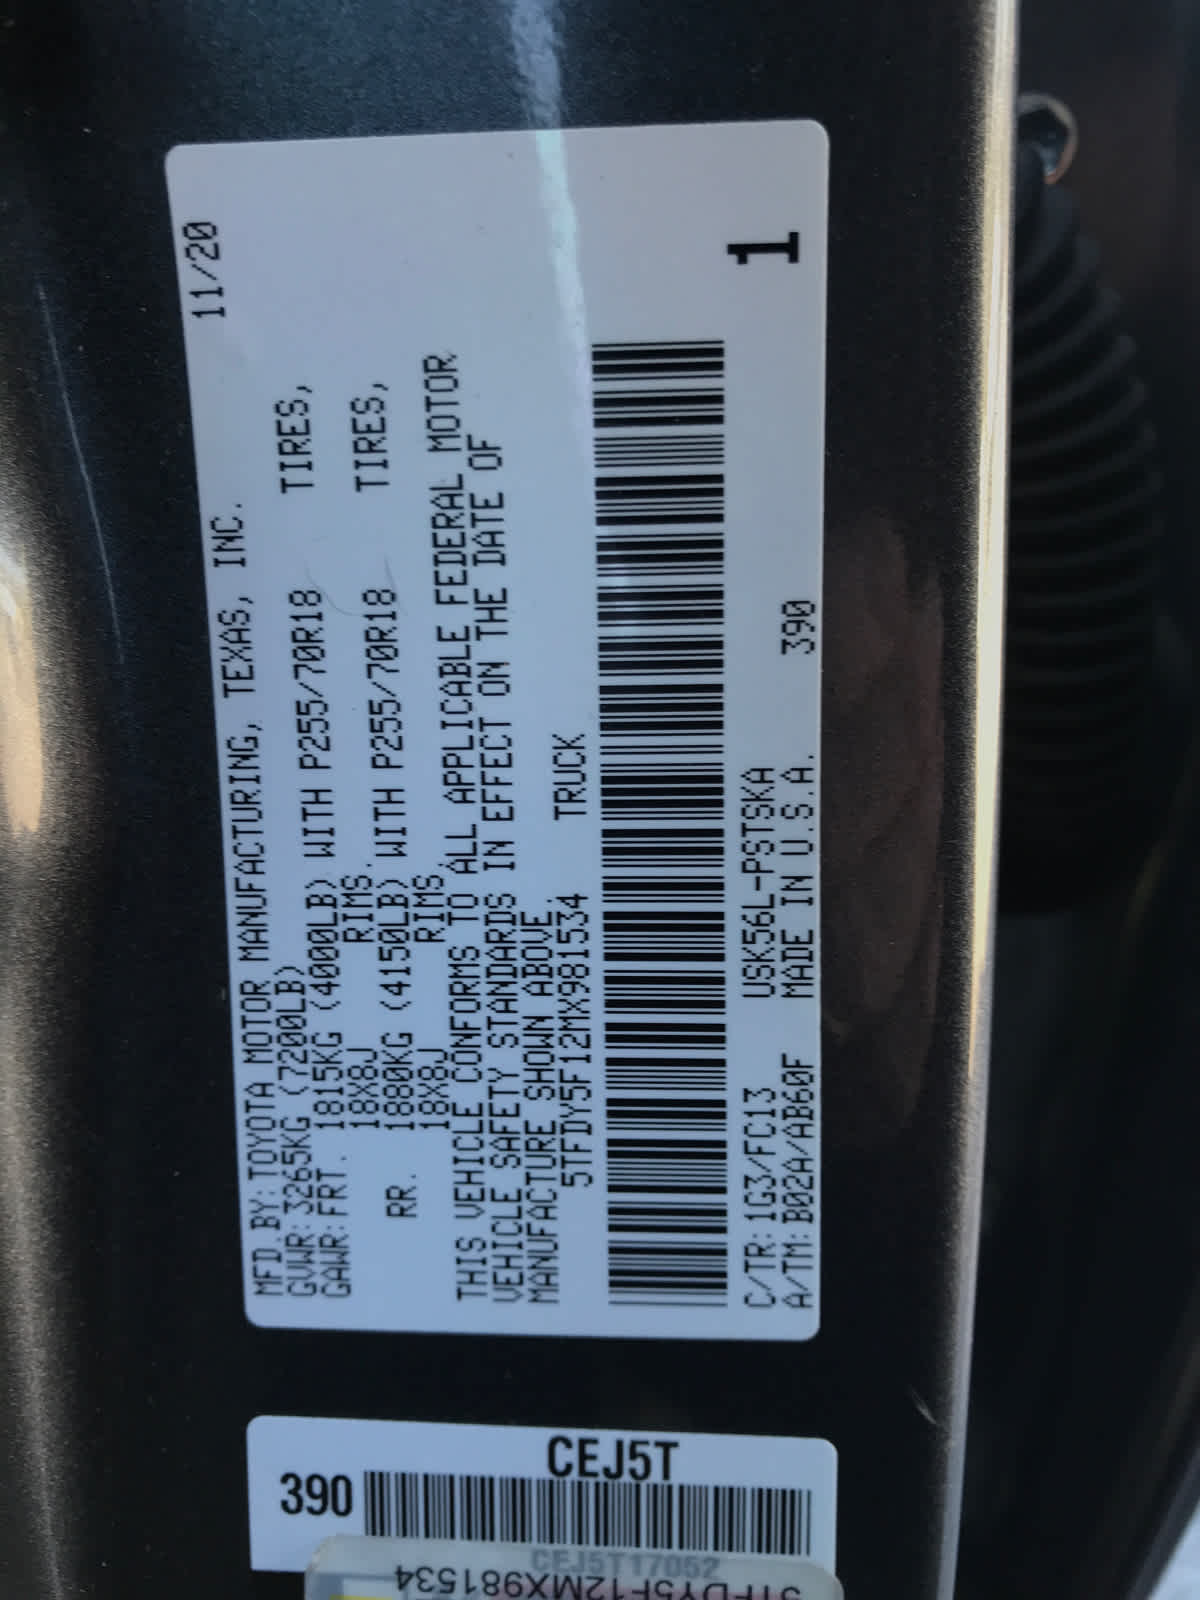 MFD.BY:TOYOTA MOTOR MANUFACTURING, TEXAS, INC. 11/20
GVWR:3265KG (7200LB)
GAWR:FRT. 1815KG (4000LB) WITH P255/70R18 TIRES,
18X8J RIMS.
RR. 1880KG (4150LB) WITH P255/70R18 TIRES,
18X8J RIMS.
THIS VEHICLE CONFORMS TO ALL APPLICABLE FEDERAL MOTOR
VEHICLE SAFETY STANDARDS IN EFFECT ON THE DATE OF
MANUFACTURE SHOWN ABOVE.
5TFDY5F12MX981534 TRUCK
C/TR:1G3/FC13 USK56L-PSTSKA
A/TM:B02A/AB60F MADE IN U.S.A. 390
1
390
CEJ5T
CEJ5T17052
5TFDY5F12MX981534